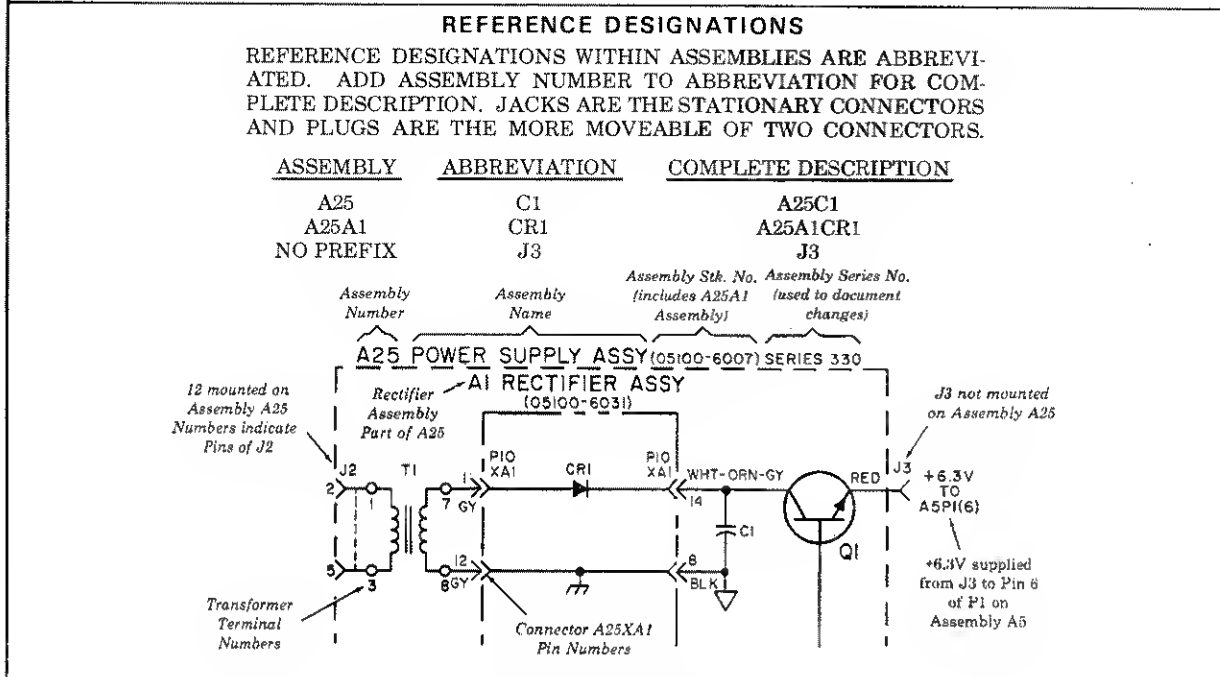 REFERENCE DESIGNATIONS
REFERENCE DESIGNATIONS WITHIN ASSEMBLIES ARE ABBREVI-
ATED. ADD ASSEMBLY NUMBER TO ABBREVIATION FOR COM-
PLETE DESCRIPTION. JACKS ARE THE STATIONARY CONNECTORS
AND PLUGS ARE THE MORE MOVEABLE OF TWO CONNECTORS.
ASSEMBLY ABBREVIATION COMPLETE DESCRIPTION
A25 C1 A25C1
A25A1 CR1 A25A1CR1
NO PREFIX J3 J3
Assembly
Number
Assembly
Name
Assembly Stk. No.
(includes A25A1
Assembly)
Assembly Series No.
(used to document
changes)
A25 POWER SUPPLY ASSY (05100-6007) SERIES 330
A1 RECTIFIER ASSY
(05100-6031)
12 mounted on
Assembly A25
Numbers indicate
Pins of J2
Rectifier
Assembly
Part of A25
J3 not mounted
on Assembly A25
J2 T1
P10
XA1
CR1
P10
XA1
WHT-ORN-GY
RED
J3
2 1 7 11 GY
14
+6.3V
TO
A5P1(6)
C1
Q1
5 3 8 12 GY
8
BLK
+6.3V supplied
from J3 to Pin 6
of P1 on
Assembly A5
Transformer
Terminal
Numbers
Connector A25XA1
Pin Numbers